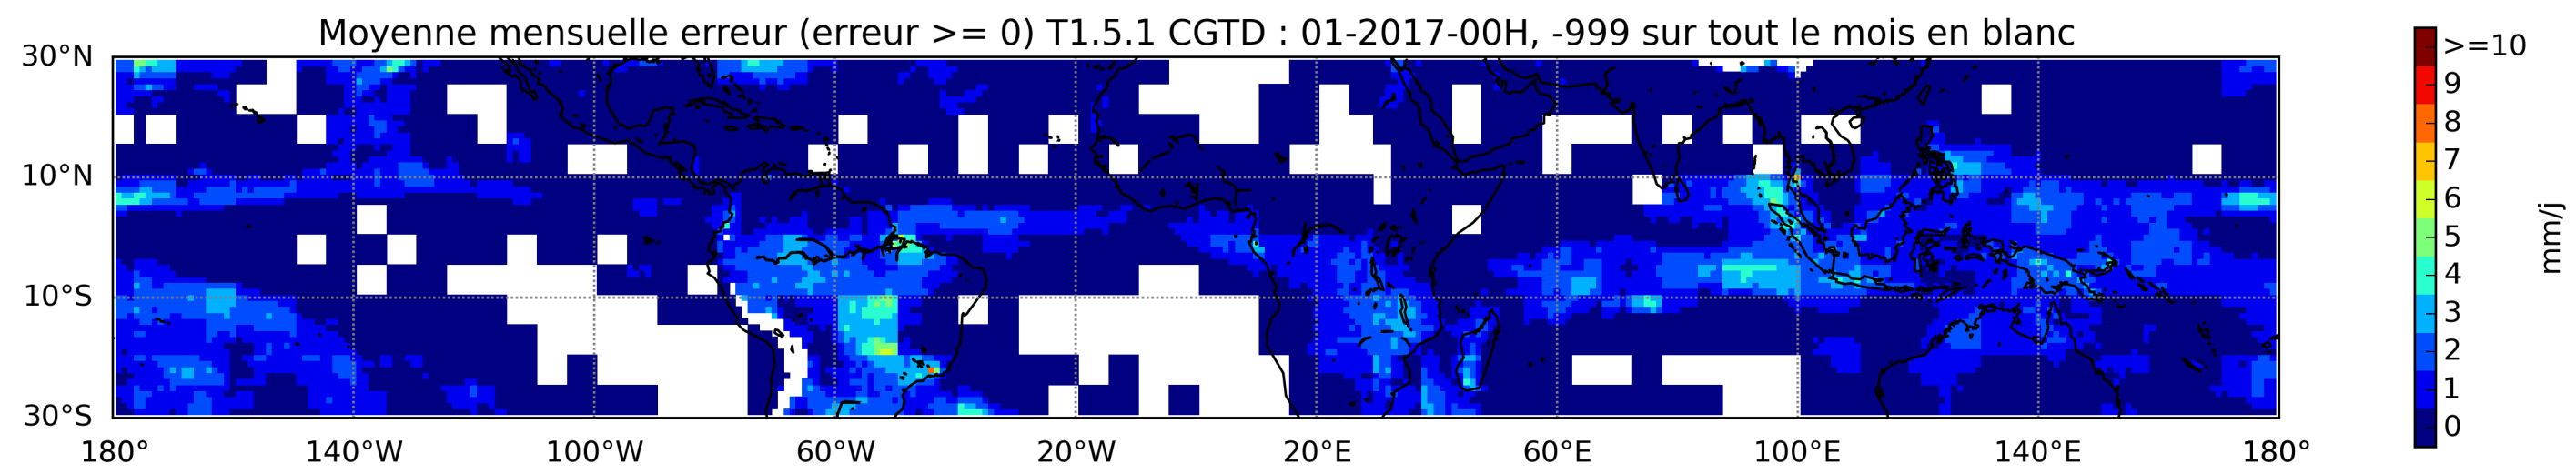 Moyenne mensuelle erreur (erreur >= 0) T1.5.1 CGTD : 01-2017-00H, -999 sur tout le mois en blanc
30°N
10°N
10°S
30°S
180° 140°W 100°W 60°W 20°W 20°E 60°E 100°E 140°E 180°
>=10
9
8
7
6
5
4
3
2
1
0
mm/j